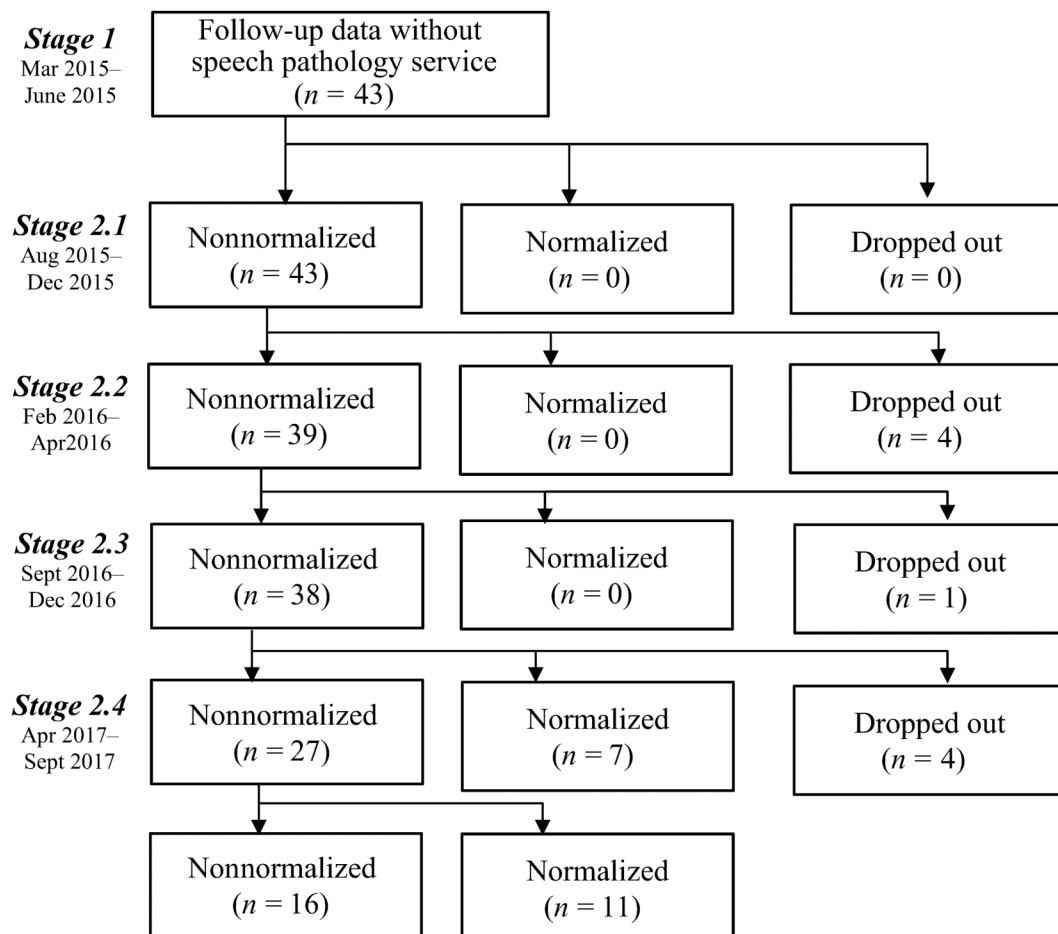 Stage 1
Mar 2015–
June 2015
Follow-up data without
speech pathology service
(n = 43)
Stage 2.1
Aug 2015–
Dec 2015
Nonnormalized
(n = 43)
Normalized
(n = 0)
Dropped out
(n = 0)
Stage 2.2
Feb 2016–
Apr2016
Nonnormalized
(n = 39)
Normalized
(n = 0)
Dropped out
(n = 4)
Stage 2.3
Sept 2016–
Dec 2016
Nonnormalized
(n = 38)
Normalized
(n = 0)
Dropped out
(n = 1)
Stage 2.4
Apr 2017–
Sept 2017
Nonnormalized
(n = 27)
Normalized
(n = 7)
Dropped out
(n = 4)
Nonnormalized
(n = 16)
Normalized
(n = 11)